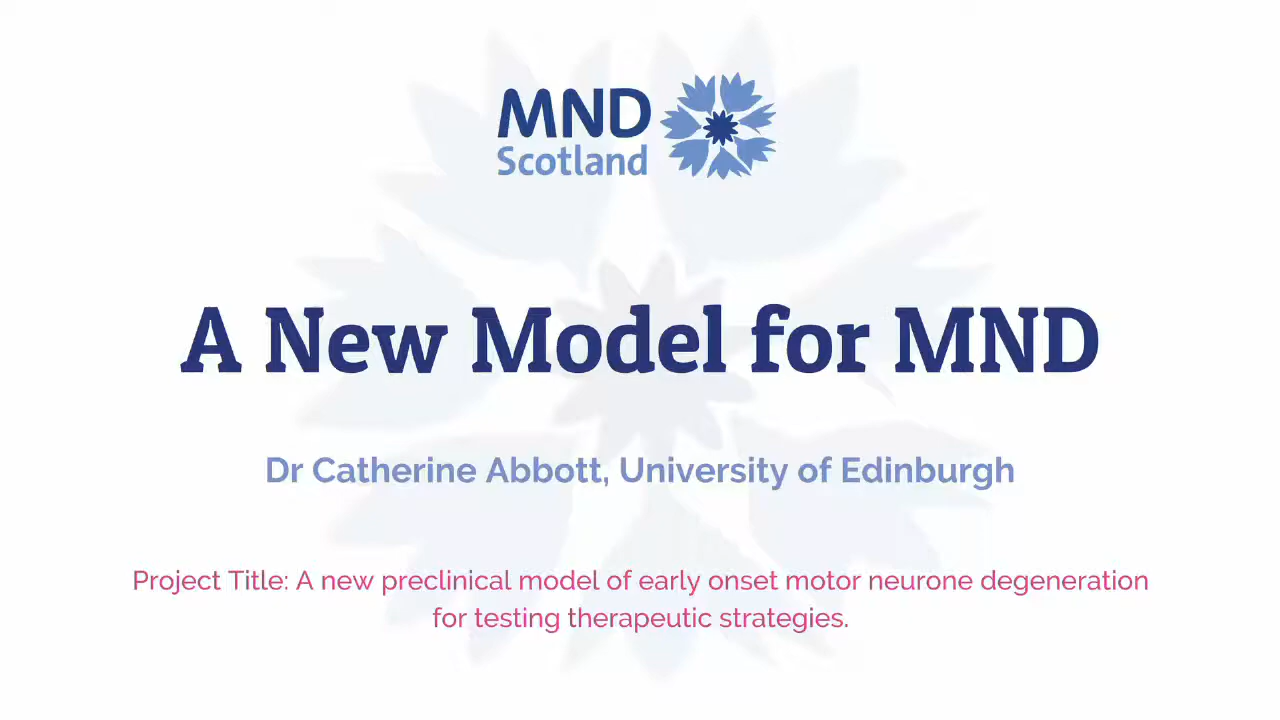 MND
Scotland
A New Model for MND
Dr Catherine Abbott, University of Edinburgh
Project Title: A new preclinical model of early onset motor neurone degeneration
for testing therapeutic strategies.